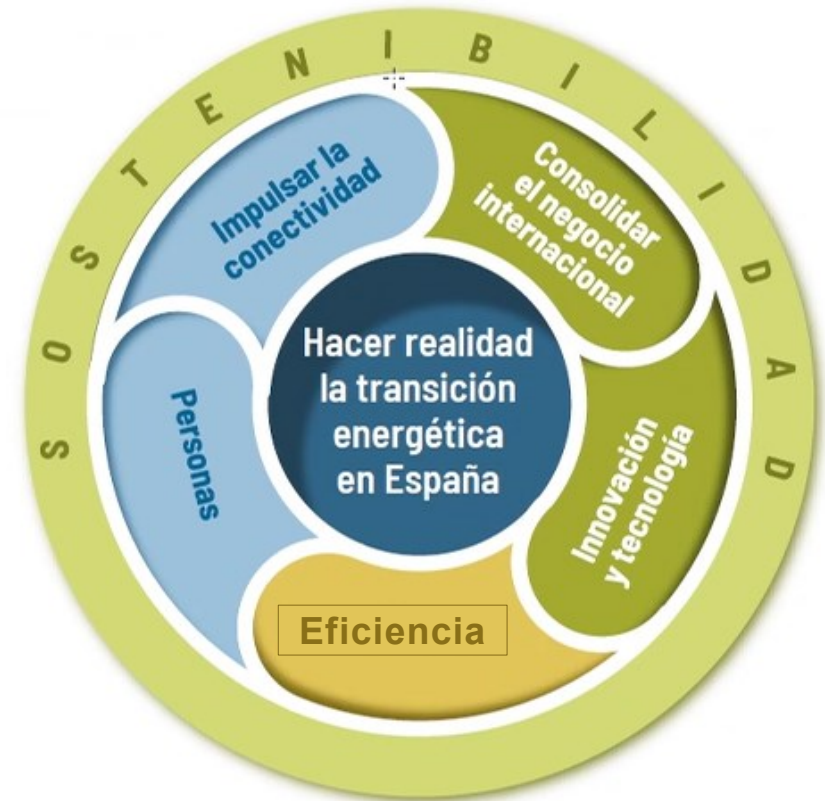 SOSTENIBILIDAD
Impulsar la
conectividad
Consolidar
el negocio
internacional
Hacer realidad
la transición
energética
en España
Personas
Innovación
y tecnología
Eficiencia